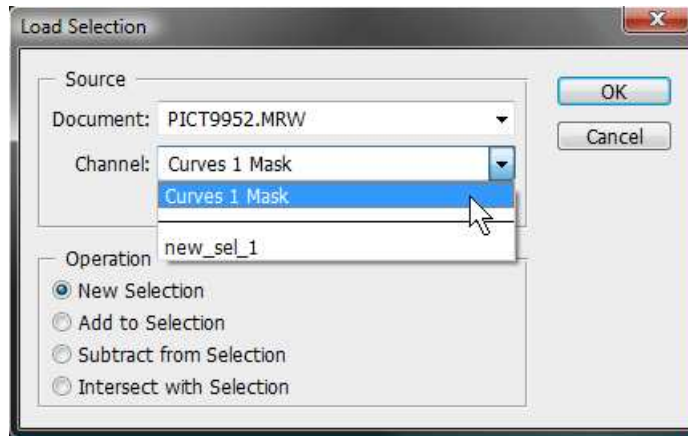 Load Selection
Source
Document: PICT9952.MRW
OK
Channel: Curves 1 Mask
Cancel
Curves 1 Mask
new_sel_1
Operation
New Selection
Add to Selection
Subtract from Selection
Intersect with Selection